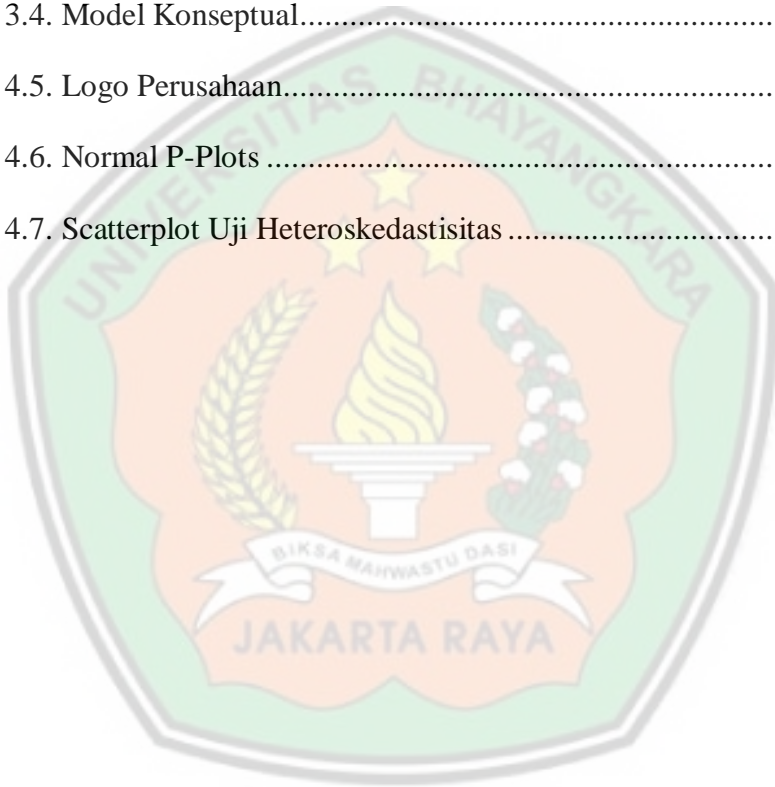 3.4. Model Konseptual......................................................
4.5. Logo Perusahaan........................................................
4.6. Normal P-Plots ..........................................................
4.7. Scatterplot Uji Heteroskedastisitas ..............................
UNIVERSITAS BHAYANGKARA
BIKSA MAHWASTU DASI
JAKARTA RAYA